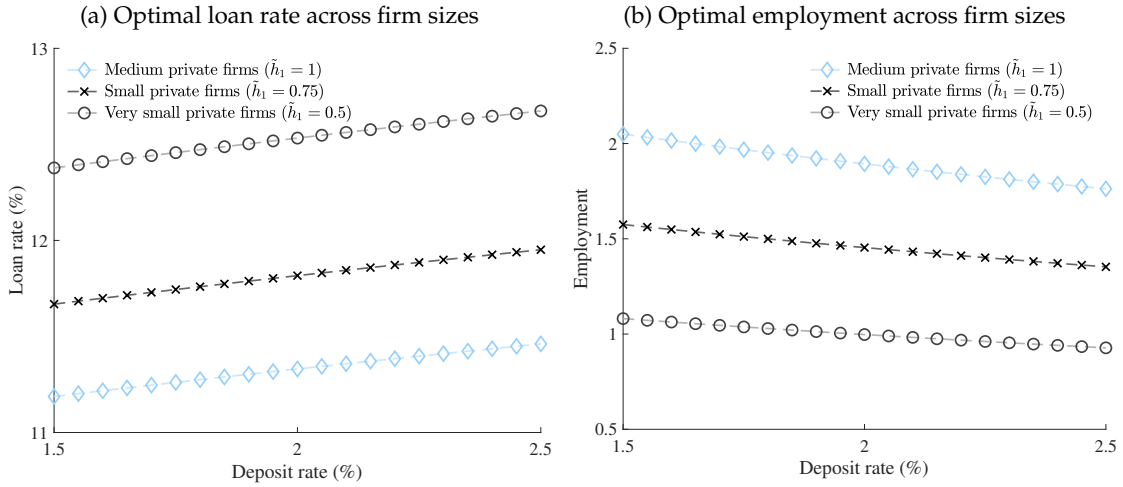 (a) Optimal loan rate across firm sizes
13
12
11
Loan rate (%)
Medium private firms (h̃₁ = 1)
Small private firms (h̃₁ = 0.75)
Very small private firms (h̃₁ = 0.5)
1.5
2
2.5
Deposit rate (%)
(b) Optimal employment across firm sizes
2.5
2
1.5
1
0.5
Employment
Medium private firms (h̃₁ = 1)
Small private firms (h̃₁ = 0.75)
Very small private firms (h̃₁ = 0.5)
1.5
2
2.5
Deposit rate (%)